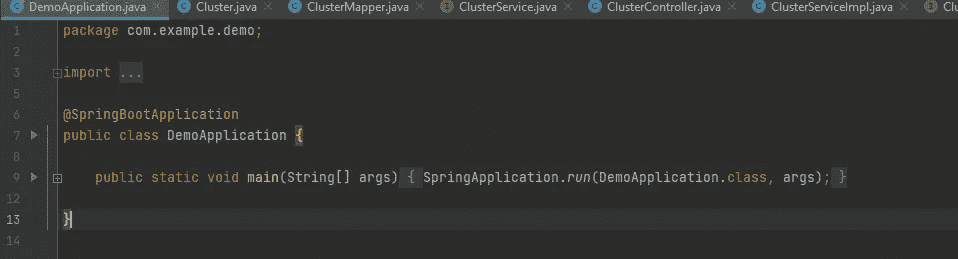 DemoApplication.java × Cluster.java × ClusterMapper.java × ClusterService.java × ClusterController.java × ClusterServiceImpl.java × Cl
1 package com.example.demo;
2
3 import ...
5
6 @SpringBootApplication
7 public class DemoApplication {
8
9 public static void main(String[] args) { SpringApplication.run(DemoApplication.class, args); }
12
13 }
14